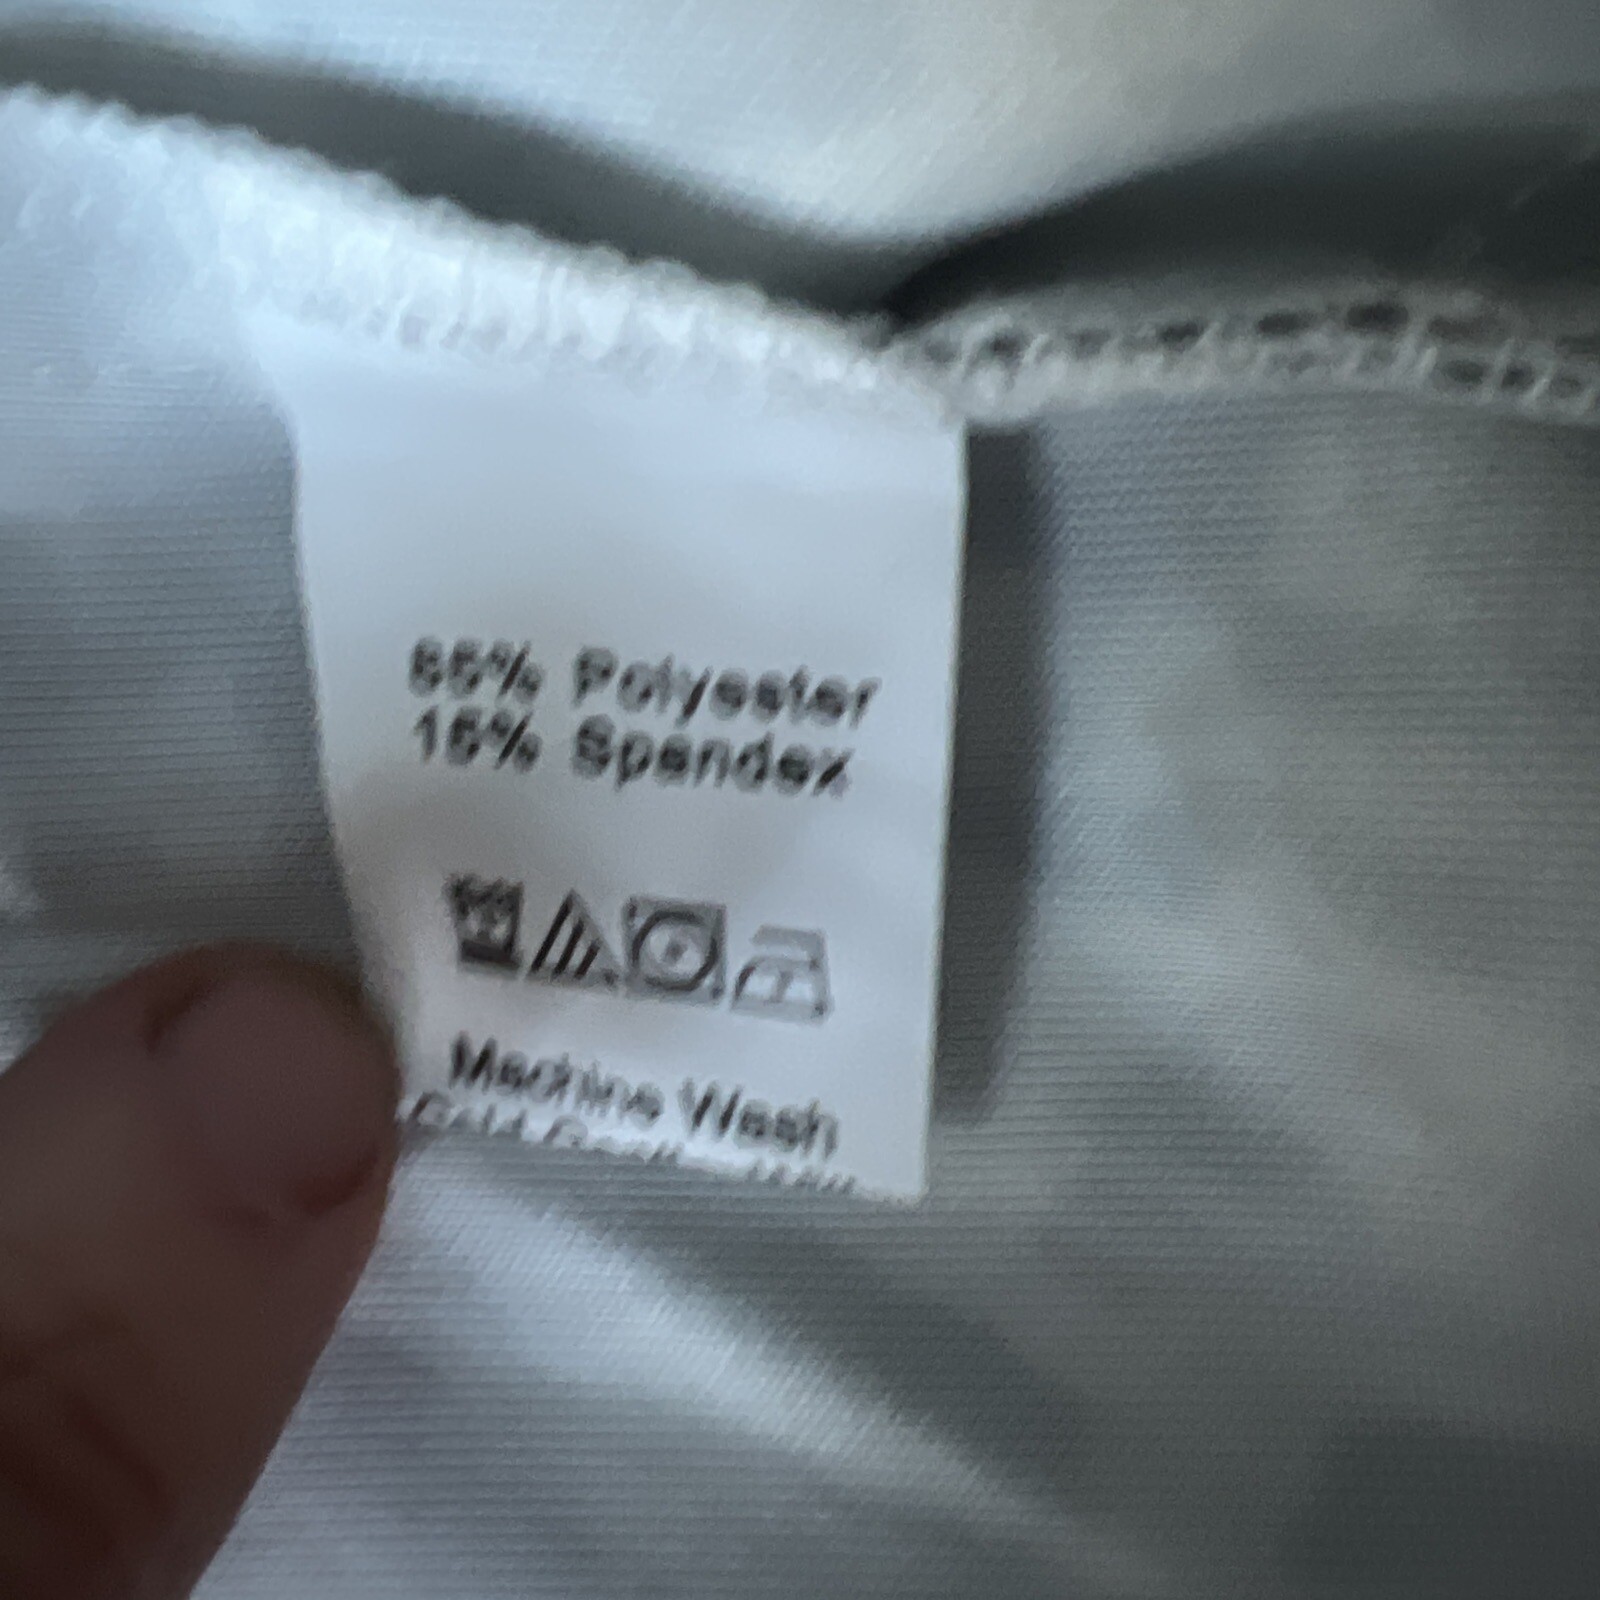 85% Polyester
15% Spandex
Machine Wash